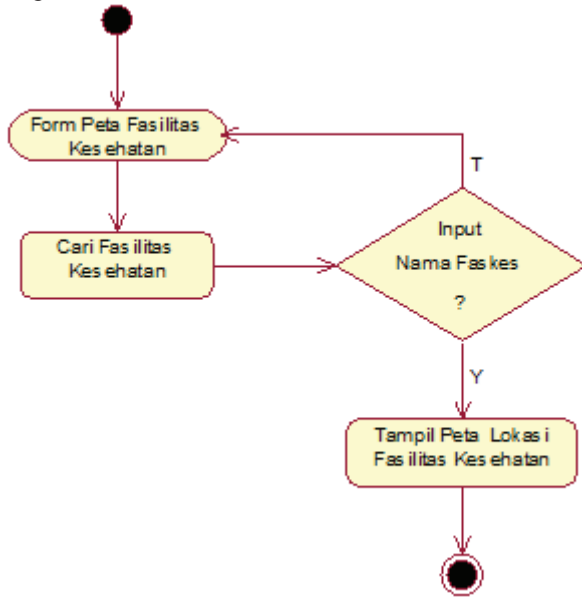 Form Peta Fasilitas
Kesehatan
T
Cari Fasilitas
Kesehatan
Input
Nama Faskes
?
Y
Tampil Peta Lokasi
Fasilitas Kesehatan